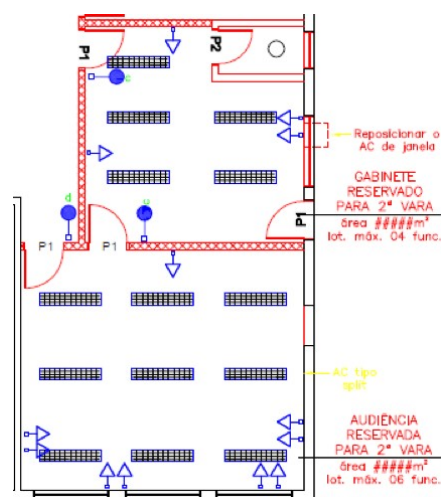 P1
P2
Reposicionar o
AC de janela
GABINETE
RESERVADO
PARA 2ª VARA
área #####m²
lot. máx. 04 func.
d
P1
P1
P1
AC tipo
split
AUDIÊNCIA
RESERVADA
PARA 2ª VARA
área #####m²
lot. máx. 06 func.